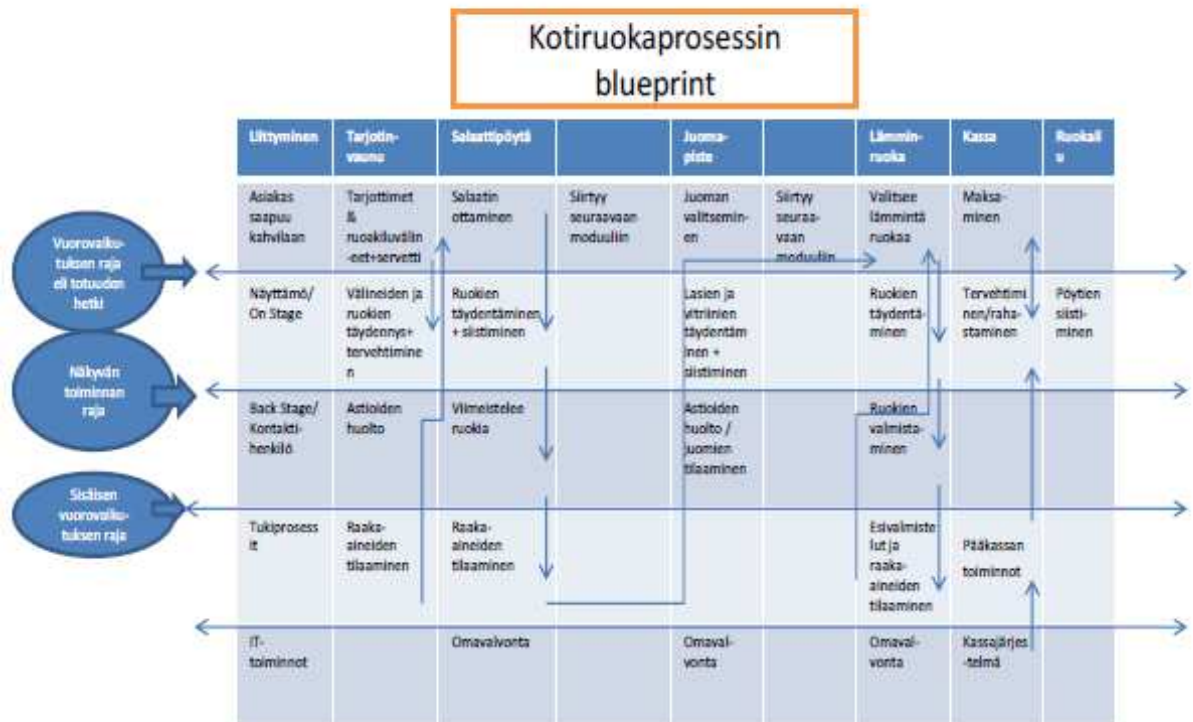 Kotiruokaprosessin
blueprint
Liittyminen
Tarjotin-
vaunu
Salaattipöytä
Juoma-
piste
Lämmin-
ruoka
Kassa
Ruokali
u
Asiakas
saapuu
kahvilaan
Tarjottimet
&
ruoakiluvälin
-eet+servetti
Salaatin
ottaminen
Siirtyy
seuraavaan
moduuliin
Juoman
valitsemin-
en
Siirtyy
seuraa-
vaan
moduuliin
Valitsee
lämmintä
ruokaa
Maksa-
minen
Vuorovaiku-
tuksen raja
eli totuuden
hetki
Näyttämö/
On Stage
Välineiden ja
ruokien
täydennys+
tervehtimine
n
Ruokien
täydentäminen
+ siistiminen
Lasien ja
vitriinien
täydentäm
inen +
siistiminen
Ruokien
täydentä-
minen
Tervehtimi
nen/raha-
staminen
Pöytien
siisti-
minen
Näkyvän
toiminnan
raja
Back Stage/
Kontakti-
henkilö
Astioiden
huolto
Viimeistelee
ruokia
Astioiden
huolto /
juomien
tilaaminen
Ruokien
valmista-
minen
Sisäisen
vuorovaiku-
tuksen raja
Tukiprosess
it
Raaka-
aineiden
tilaaminen
Raaka-
aineiden
tilaaminen
Esivalmiste
lut ja
raaka-
aineiden
tilaaminen
Pääkassan
toiminnot
IT-
toiminnot
Omavalvonta
Omaval-
vonta
Omaval-
vonta
Kassajärjes
-telmä